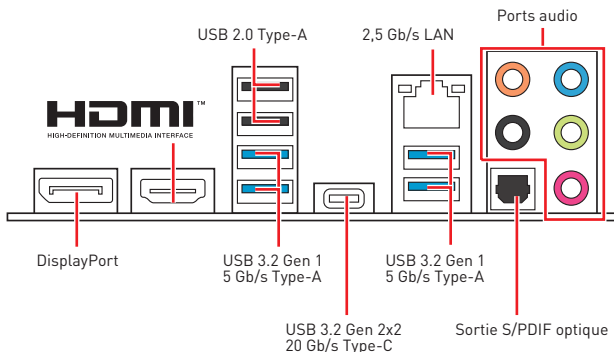 Ports audio
USB 2.0 Type-A
2,5 Gb/s LAN
HDMI™
HIGH-DEFINITION MULTIMEDIA INTERFACE
DisplayPort
USB 3.2 Gen 1
5 Gb/s Type-A
USB 3.2 Gen 1
5 Gb/s Type-A
USB 3.2 Gen 2x2
20 Gb/s Type-C
Sortie S/PDIF optique